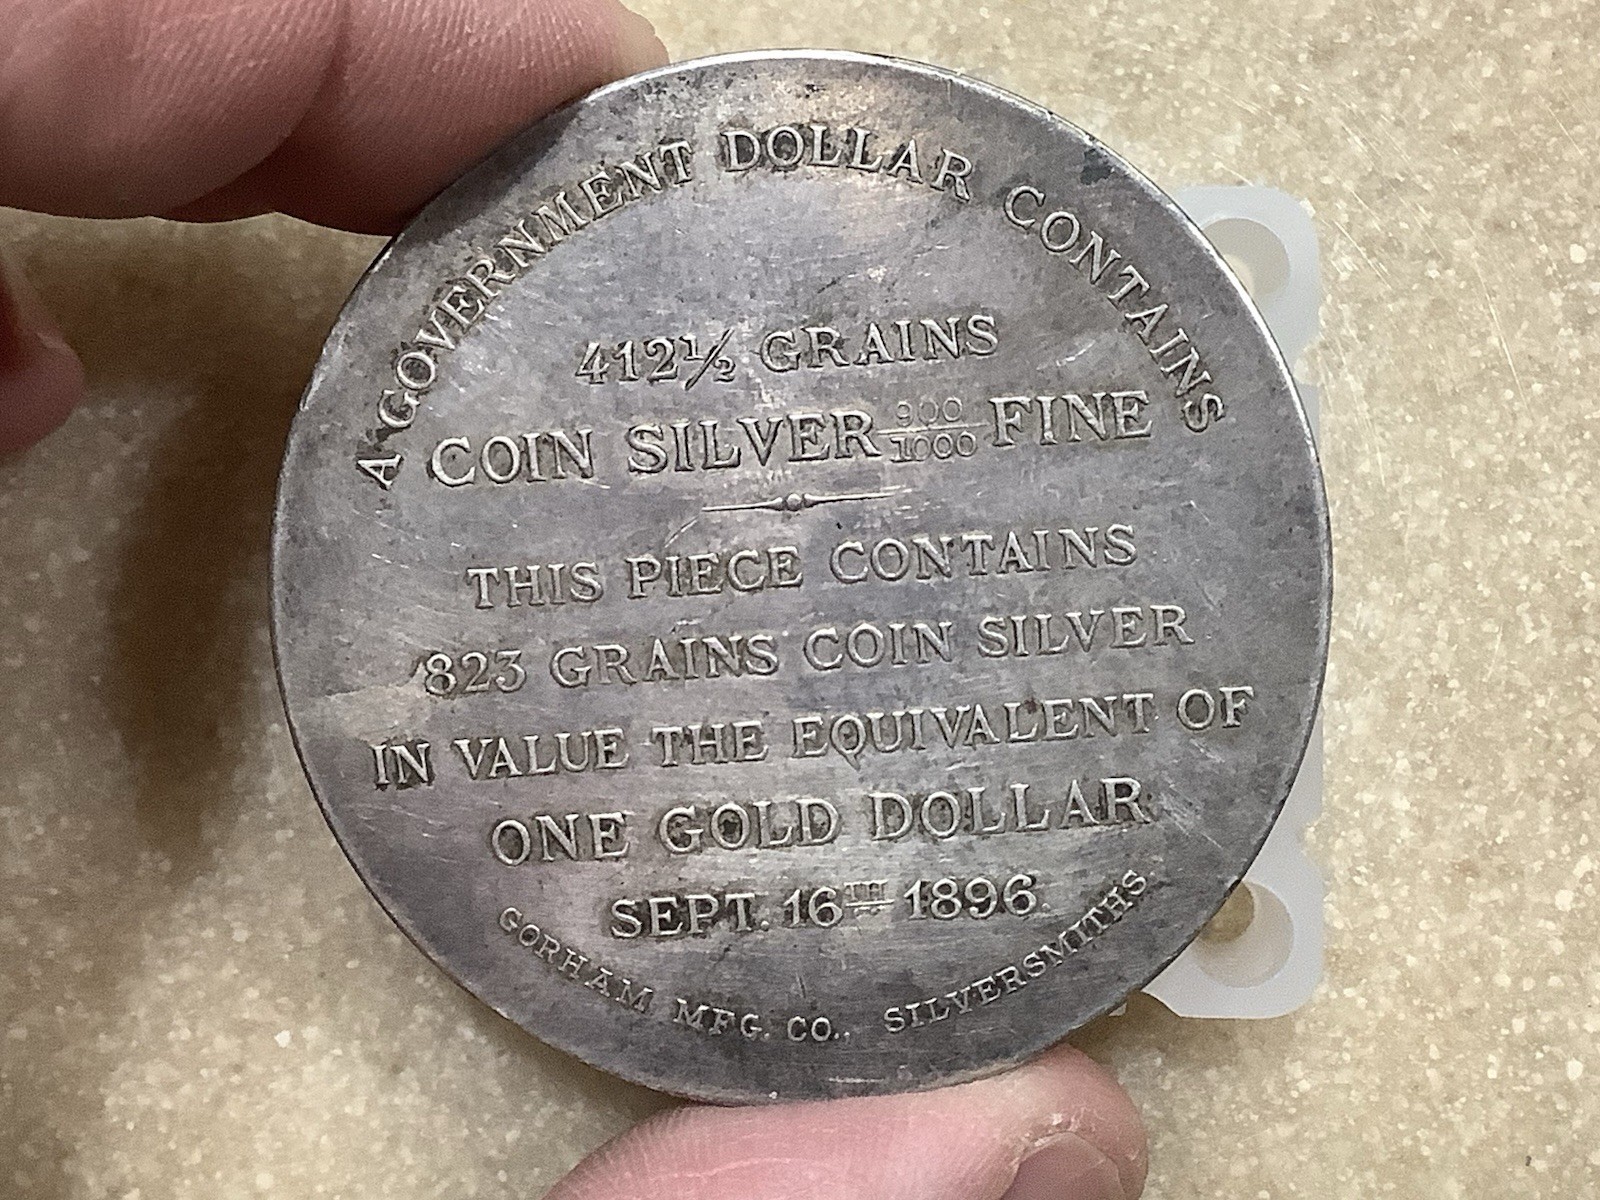 A GOVERNMENT DOLLAR CONTAINS
412½ GRAINS
COIN SILVER 900/1000 FINE
THIS PIECE CONTAINS
823 GRAINS COIN SILVER
IN VALUE THE EQUIVALENT OF
ONE GOLD DOLLAR
SEPT. 16TH 1896.
GORHAM MFG. CO., SILVERSMITHS